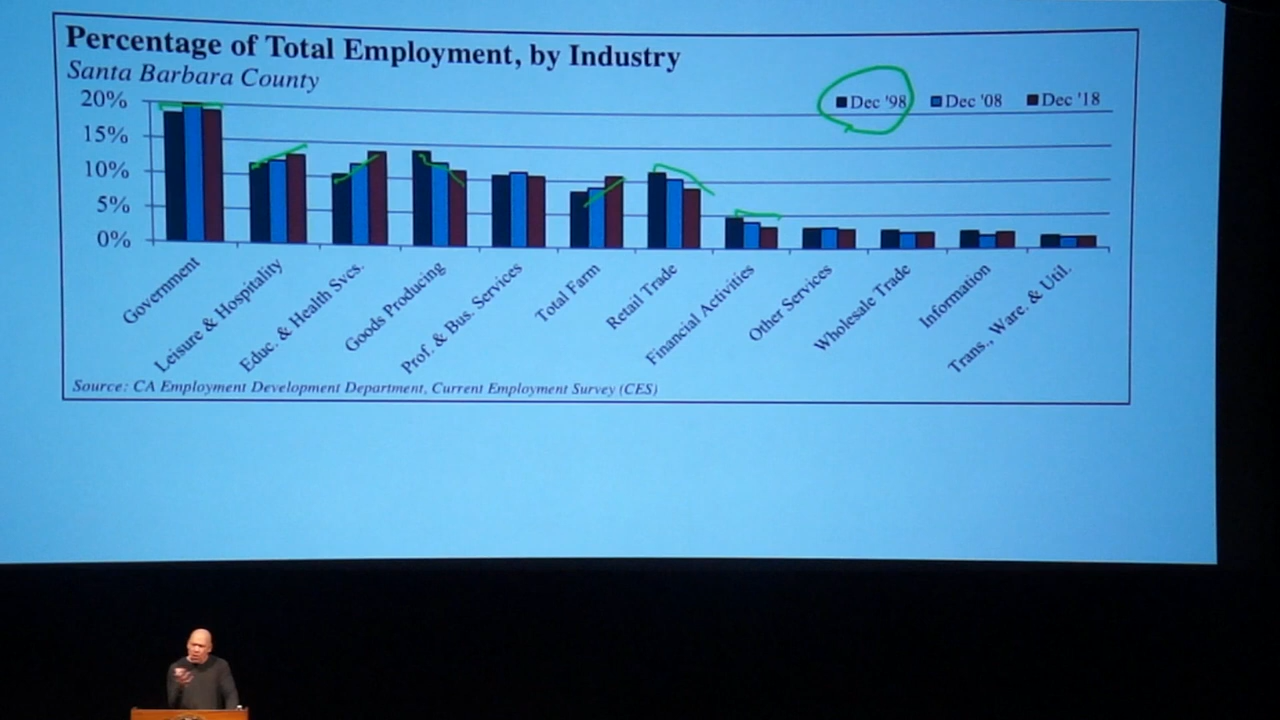 Percentage of Total Employment, by Industry
Santa Barbara County
Dec '98 Dec '08 Dec '18
20%
15%
10%
5%
0%
Government
Leisure & Hospitality
Educ. & Health Svcs.
Goods Producing
Prof. & Bus. Services
Total Farm
Retail Trade
Financial Activities
Other Services
Wholesale Trade
Information
Trans., Ware. & Util.
Source: CA Employment Development Department, Current Employment Survey (CES)